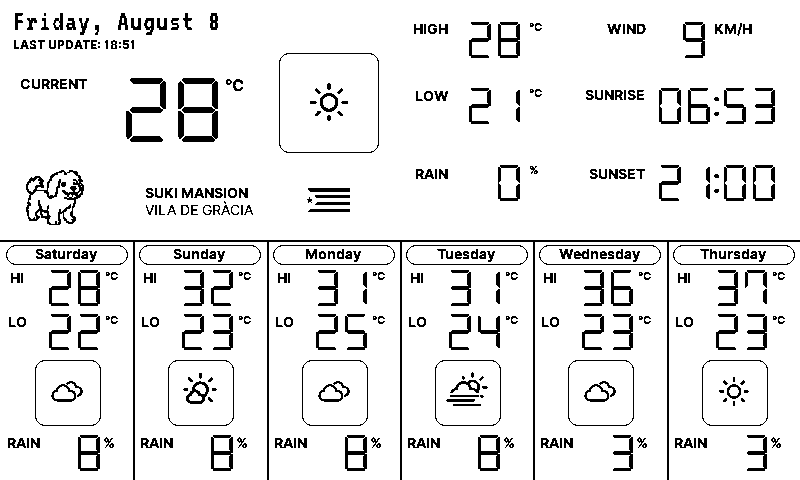 Friday, August 8
LAST UPDATE: 18:51
CURRENT 28 °C
HIGH 28 °C
WIND 9 KM/H
LOW 21 °C
SUNRISE 06:53
RAIN 0 %
SUNSET 21:00
SUKI MANSION
VILA DE GRÀCIA
Saturday
HI 28 °C
LO 22 °C
RAIN 8 %
Sunday
HI 32 °C
LO 23 °C
RAIN 8 %
Monday
HI 31 °C
LO 25 °C
RAIN 8 %
Tuesday
HI 31 °C
LO 24 °C
RAIN 8 %
Wednesday
HI 36 °C
LO 23 °C
RAIN 3 %
Thursday
HI 37 °C
LO 23 °C
RAIN 3 %